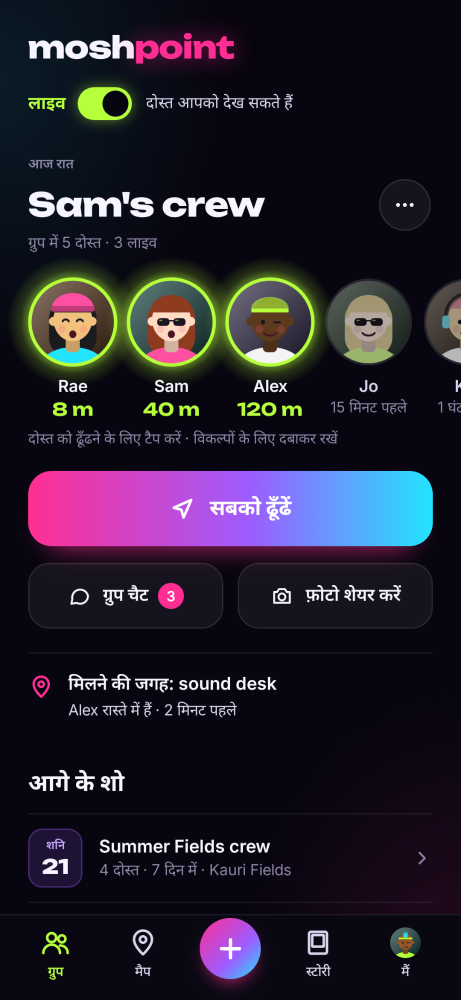 moshpoint
लाइव
दोस्त आपको देख सकते हैं
आज रात
Sam's crew
ग्रुप में 5 दोस्त · 3 लाइव
Rae
Sam
Alex
Jo
K
8 m
40 m
120 m
15 मिनट पहले
1 घं
दोस्त को ढूँढने के लिए टैप करें · विकल्पों के लिए दबाकर रखें
सबको ढूँढें
ग्रुप चैट 3
फ़ोटो शेयर करें
मिलने की जगह: sound desk
Alex रास्ते में हैं · 2 मिनट पहले
आगे के शो
शनि
21
Summer Fields crew
4 दोस्त · 7 दिन में · Kauri Fields
ग्रुप
मैप
स्टोरी
मैं